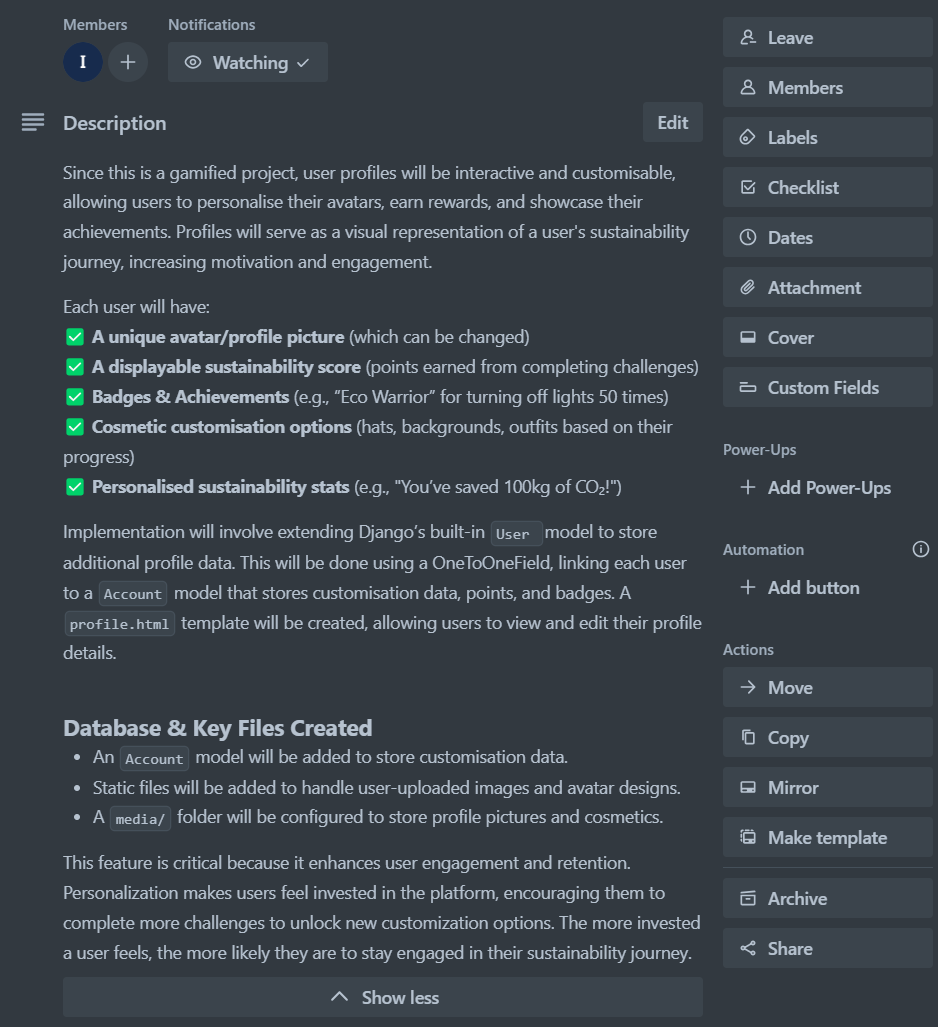 Members
Notifications
I
Watching
Description
Edit
Since this is a gamified project, user profiles will be interactive and customisable,
allowing users to personalise their avatars, earn rewards, and showcase their
achievements. Profiles will serve as a visual representation of a user's sustainability
journey, increasing motivation and engagement.
Each user will have:
✅ A unique avatar/profile picture (which can be changed)
✅ A displayable sustainability score (points earned from completing challenges)
✅ Badges & Achievements (e.g., “Eco Warrior” for turning off lights 50 times)
✅ Cosmetic customisation options (hats, backgrounds, outfits based on their
progress)
✅ Personalised sustainability stats (e.g., "You’ve saved 100kg of CO₂!")
Implementation will involve extending Django’s built-in User model to store
additional profile data. This will be done using a OneToOneField, linking each user
to a Account model that stores customisation data, points, and badges. A
profile.html template will be created, allowing users to view and edit their profile
details.
Database & Key Files Created
• An Account model will be added to store customisation data.
• Static files will be added to handle user-uploaded images and avatar designs.
• A media/ folder will be configured to store profile pictures and cosmetics.
This feature is critical because it enhances user engagement and retention.
Personalization makes users feel invested in the platform, encouraging them to
complete more challenges to unlock new customization options. The more invested
a user feels, the more likely they are to stay engaged in their sustainability journey.
Show less
Leave
Members
Labels
Checklist
Dates
Attachment
Cover
Custom Fields
Power-Ups
Add Power-Ups
Automation
Add button
Actions
Move
Copy
Mirror
Make template
Archive
Share